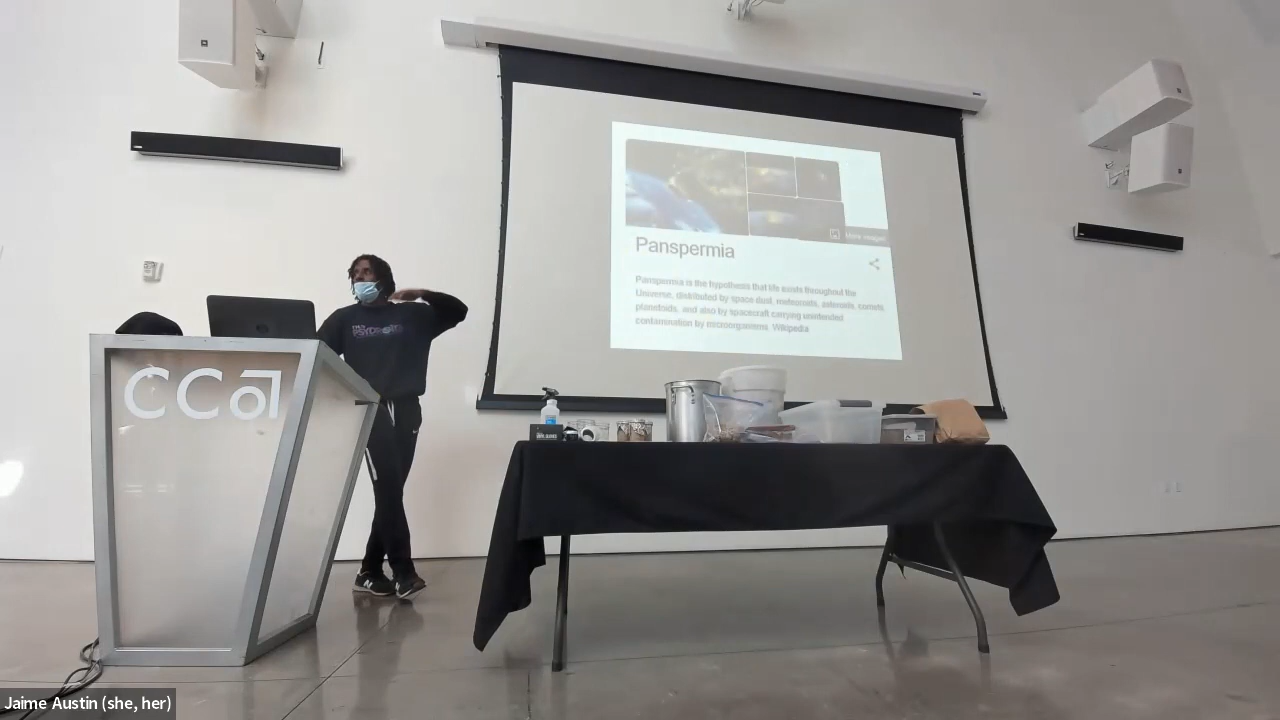 Panspermia
Panspermia is the hypothesis that life exists throughout the
Universe, distributed by space dust, meteoroids, asteroids, comets,
planetoids, and also by spacecraft carrying unintended
contamination by microorganisms. Wikipedia
More images
CCA
Jaime Austin (she, her)